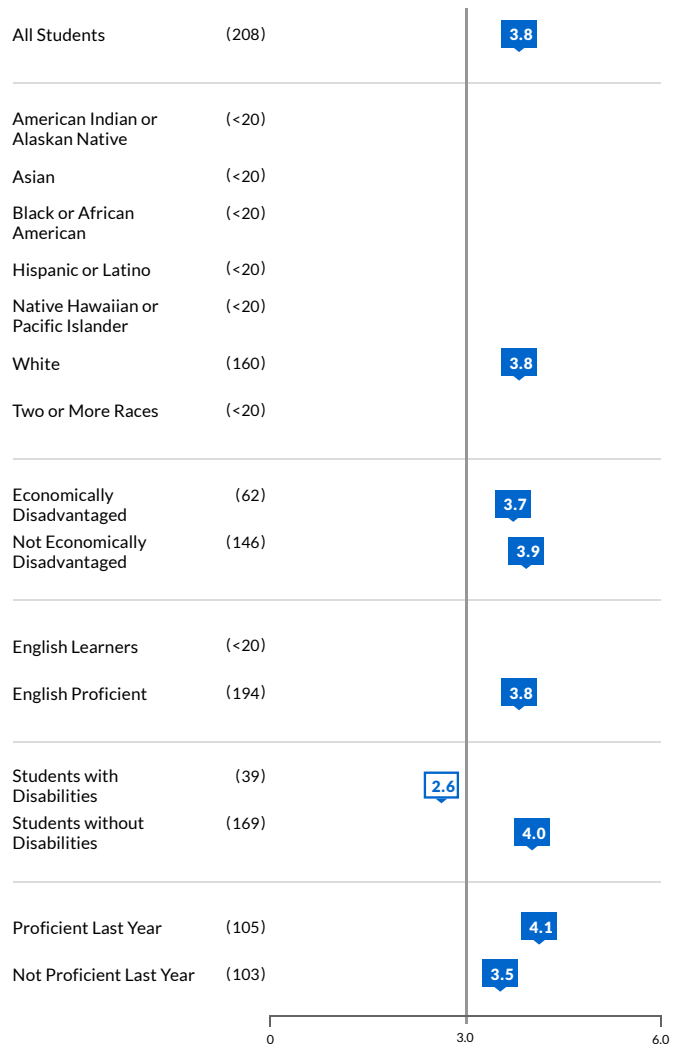 All Students (208) 3.8
American Indian or (<20)
Alaskan Native
Asian (<20)
Black or African (<20)
American
Hispanic or Latino (<20)
Native Hawaiian or (<20)
Pacific Islander
White (160) 3.8
Two or More Races (<20)
Economically (62) 3.7
Disadvantaged
Not Economically (146) 3.9
Disadvantaged
English Learners (<20)
English Proficient (194) 3.8
Students with (39) 2.6
Disabilities
Students without (169) 4.0
Disabilities
Proficient Last Year (105) 4.1
Not Proficient Last Year (103) 3.5
0 3.0 6.0